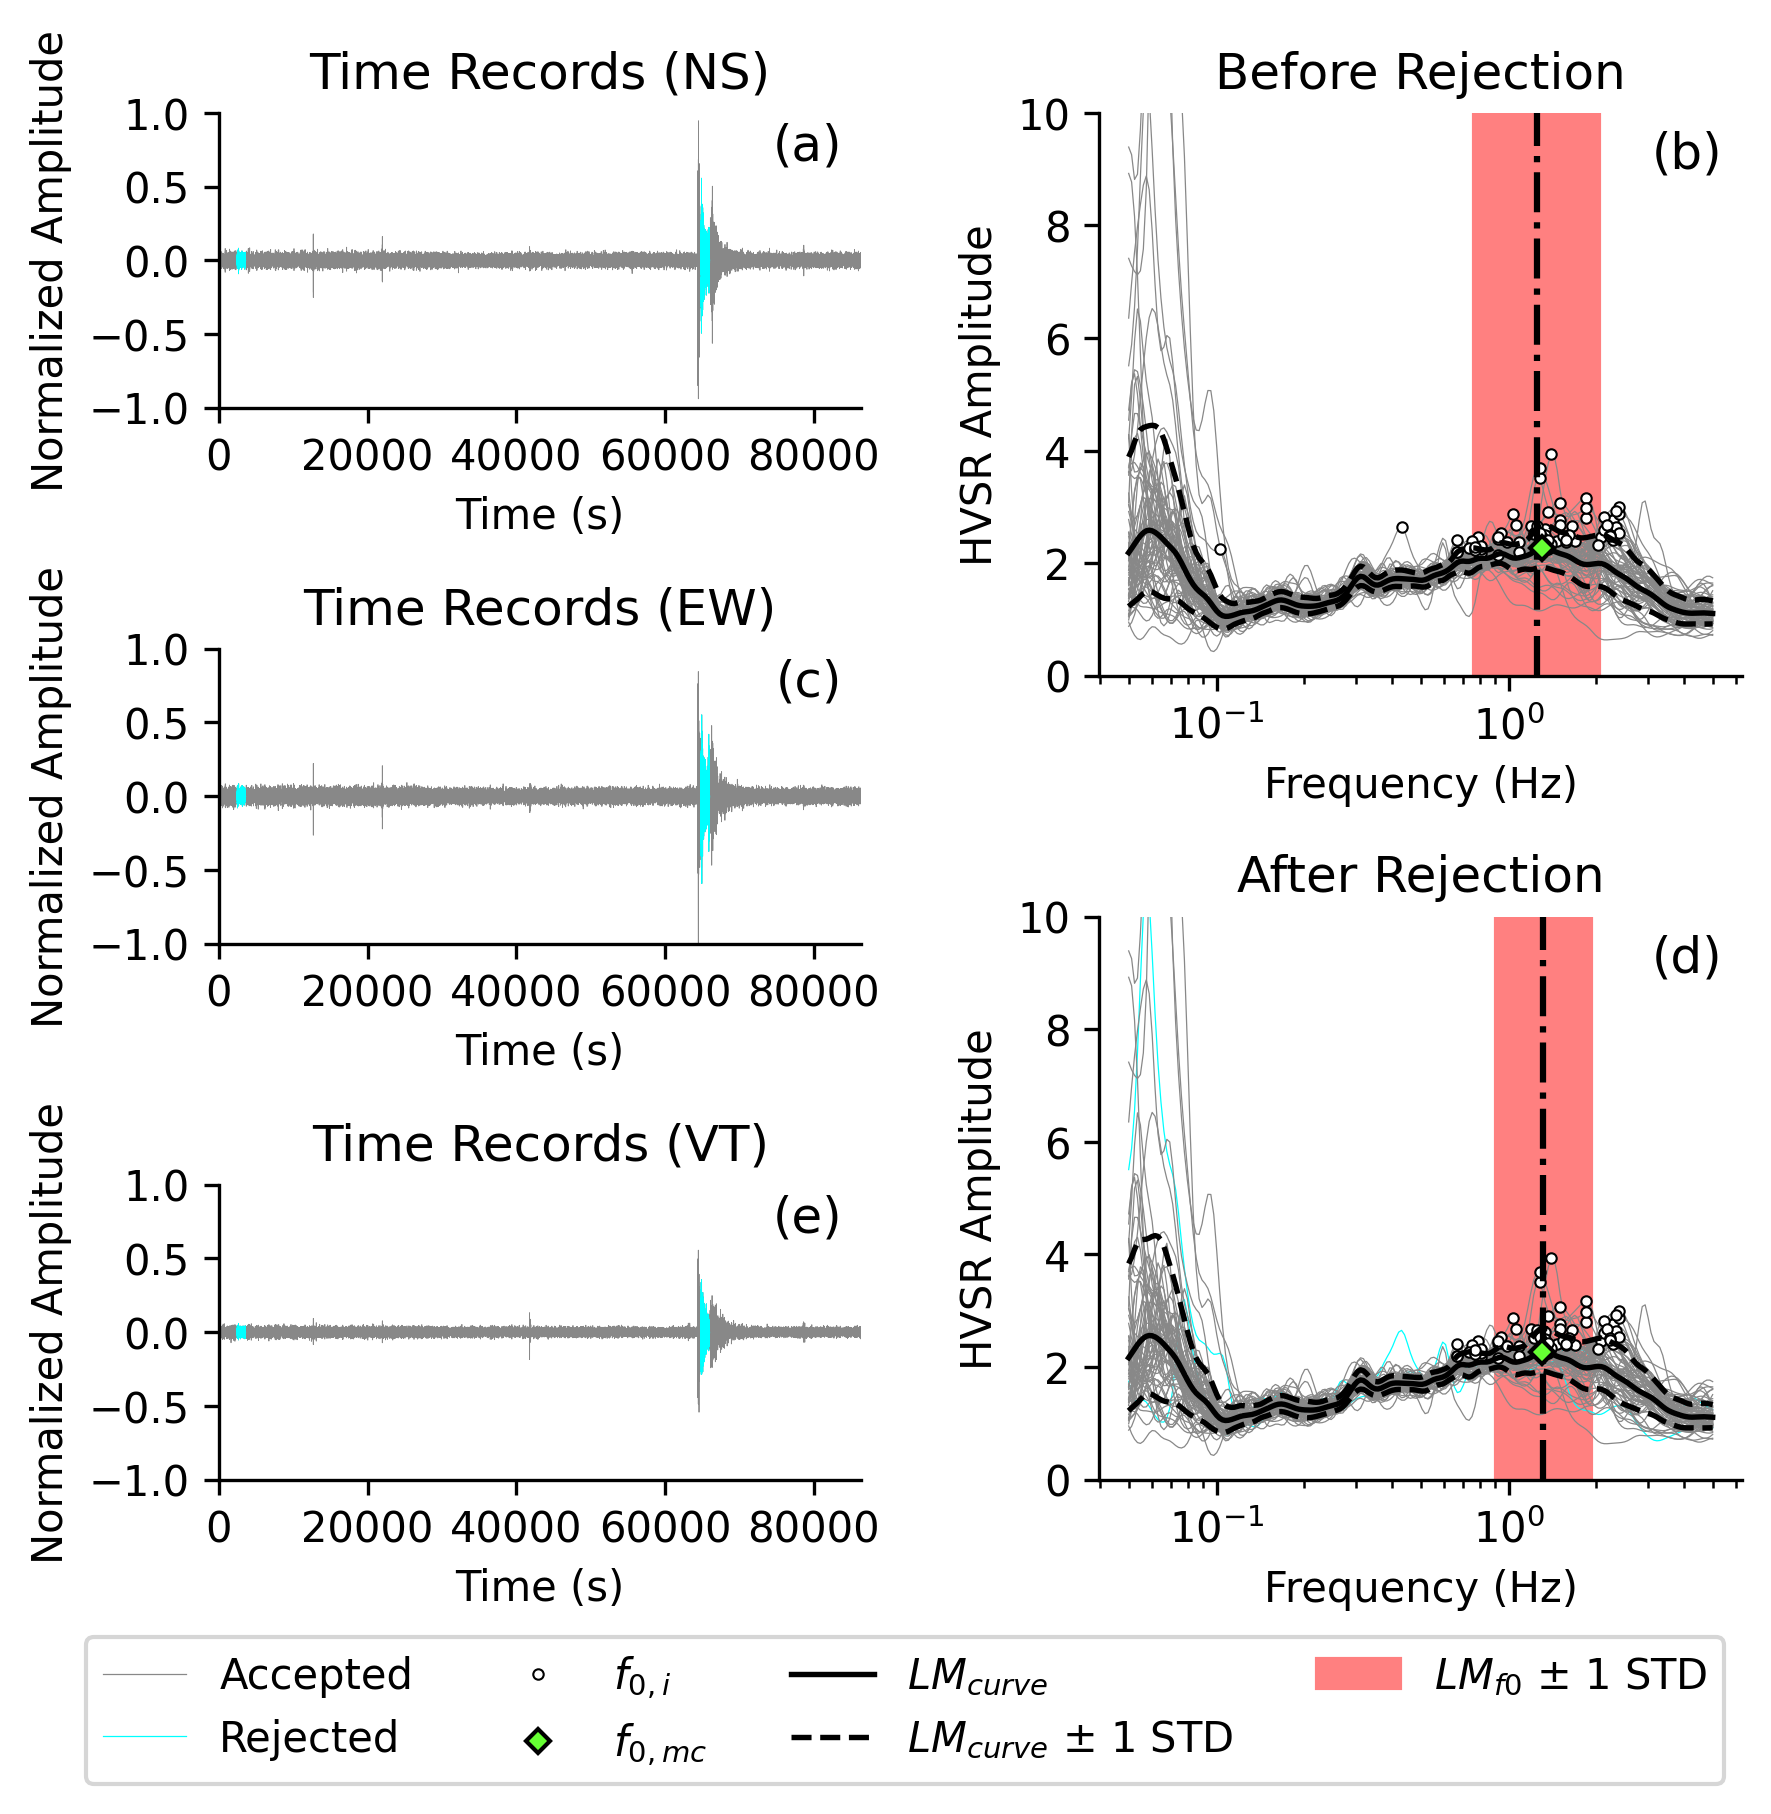 Time Records (NS)
Normalized Amplitude
1.0
0.5
0.0
−0.5
−1.0
(a)
0 20000 40000 60000 80000
Time (s)
Before Rejection
HVSR Amplitude
10
8
6
4
2
0
(b)
10⁻¹ 10⁰
Frequency (Hz)
Time Records (EW)
Normalized Amplitude
1.0
0.5
0.0
−0.5
−1.0
(c)
0 20000 40000 60000 80000
Time (s)
After Rejection
HVSR Amplitude
10
8
6
4
2
0
(d)
10⁻¹ 10⁰
Frequency (Hz)
Time Records (VT)
Normalized Amplitude
1.0
0.5
0.0
−0.5
−1.0
(e)
0 20000 40000 60000 80000
Time (s)
Accepted
Rejected
f0,i
f0,mc
LMcurve
LMcurve ± 1 STD
LMf0 ± 1 STD